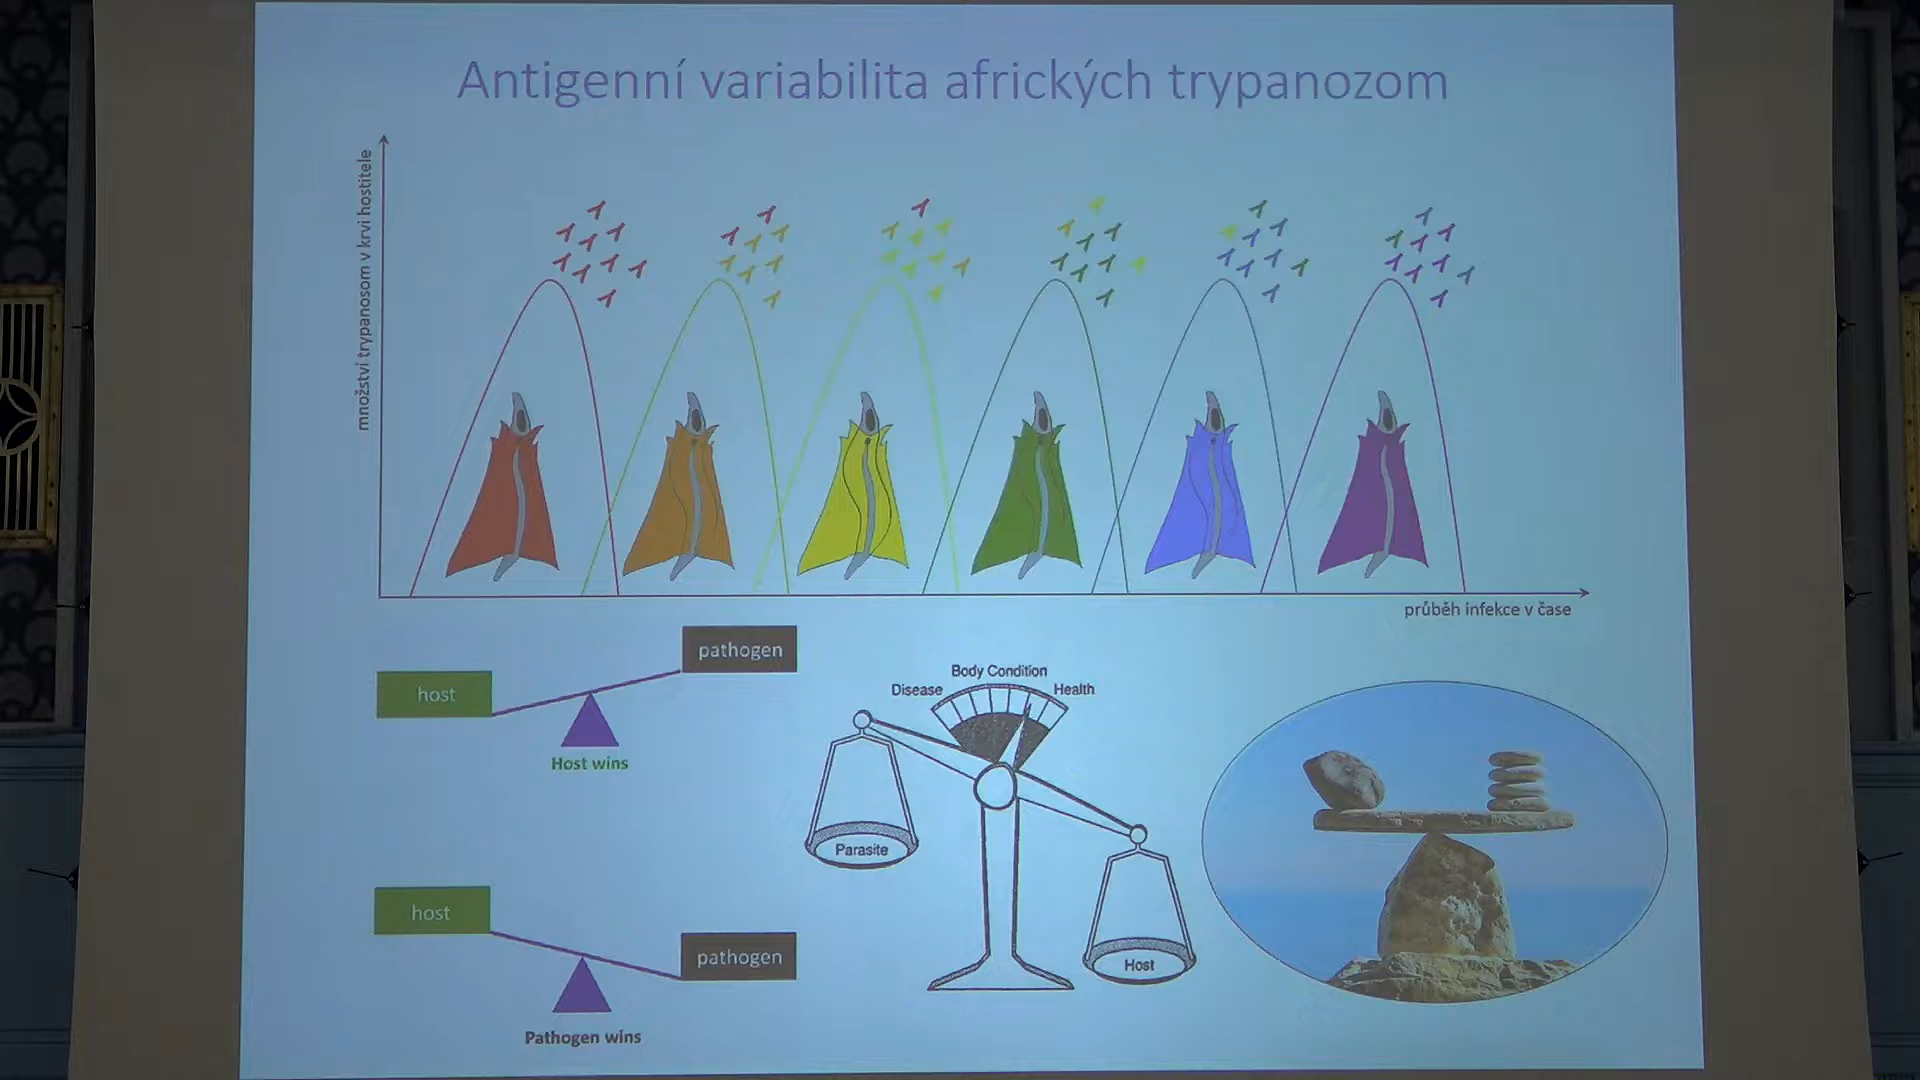 Antigenní variabilita afrických trypanozom
množství trypanosom v krvi hostitele
průběh infekce v čase
pathogen
host
Host wins
host
pathogen
Pathogen wins
Body Condition
Disease
Health
Parasite
Host